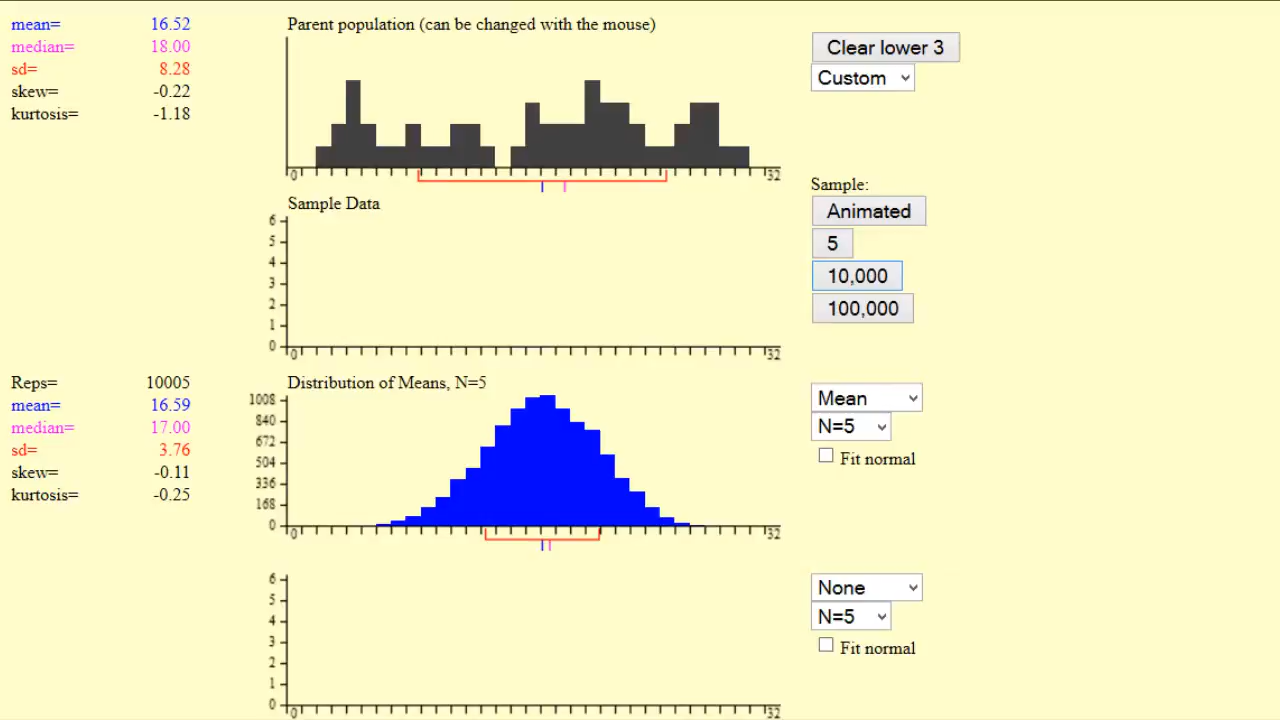 mean= 16.52
median= 18.00
sd= 8.28
skew= -0.22
kurtosis= -1.18
Parent population (can be changed with the mouse)
0 32
Clear lower 3
Custom
Sample Data
6
5
4
3
2
1
0
0 32
Sample:
Animated
5
10,000
100,000
Reps= 10005
mean= 16.59
median= 17.00
sd= 3.76
skew= -0.11
kurtosis= -0.25
Distribution of Means, N=5
1008
840
672
504
336
168
0
0 32
Mean
N=5
Fit normal
6
5
4
3
2
1
0
0 32
None
N=5
Fit normal